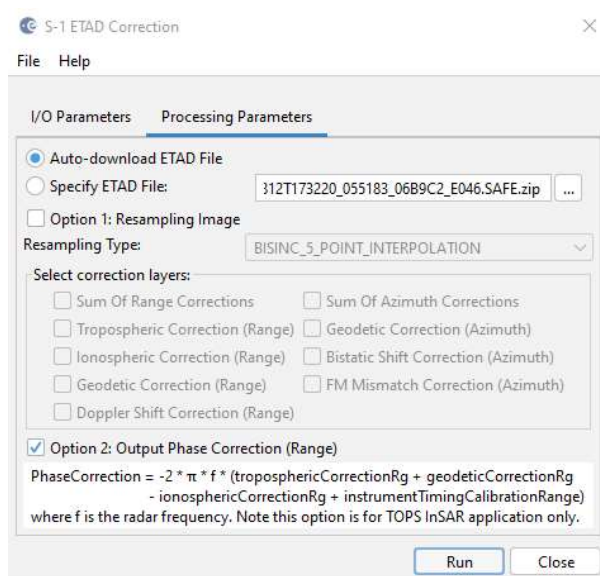 S-1 ETAD Correction
File Help
I/O Parameters Processing Parameters
Auto-download ETAD File
Specify ETAD File: 312T173220_055183_06B9C2_E046.SAFE.zip ...
Option 1: Resampling Image
Resampling Type: BISINC_5_POINT_INTERPOLATION
Select correction layers:
Sum Of Range Corrections Sum Of Azimuth Corrections
Tropospheric Correction (Range) Geodetic Correction (Azimuth)
Ionospheric Correction (Range) Bistatic Shift Correction (Azimuth)
Geodetic Correction (Range) FM Mismatch Correction (Azimuth)
Doppler Shift Correction (Range)
Option 2: Output Phase Correction (Range)
PhaseCorrection = -2 * π * f * (troposphericCorrectionRg + geodeticCorrectionRg
- ionosphericCorrectionRg + instrumentTimingCalibrationRange)
where f is the radar frequency. Note this option is for TOPS InSAR application only.
Run Close